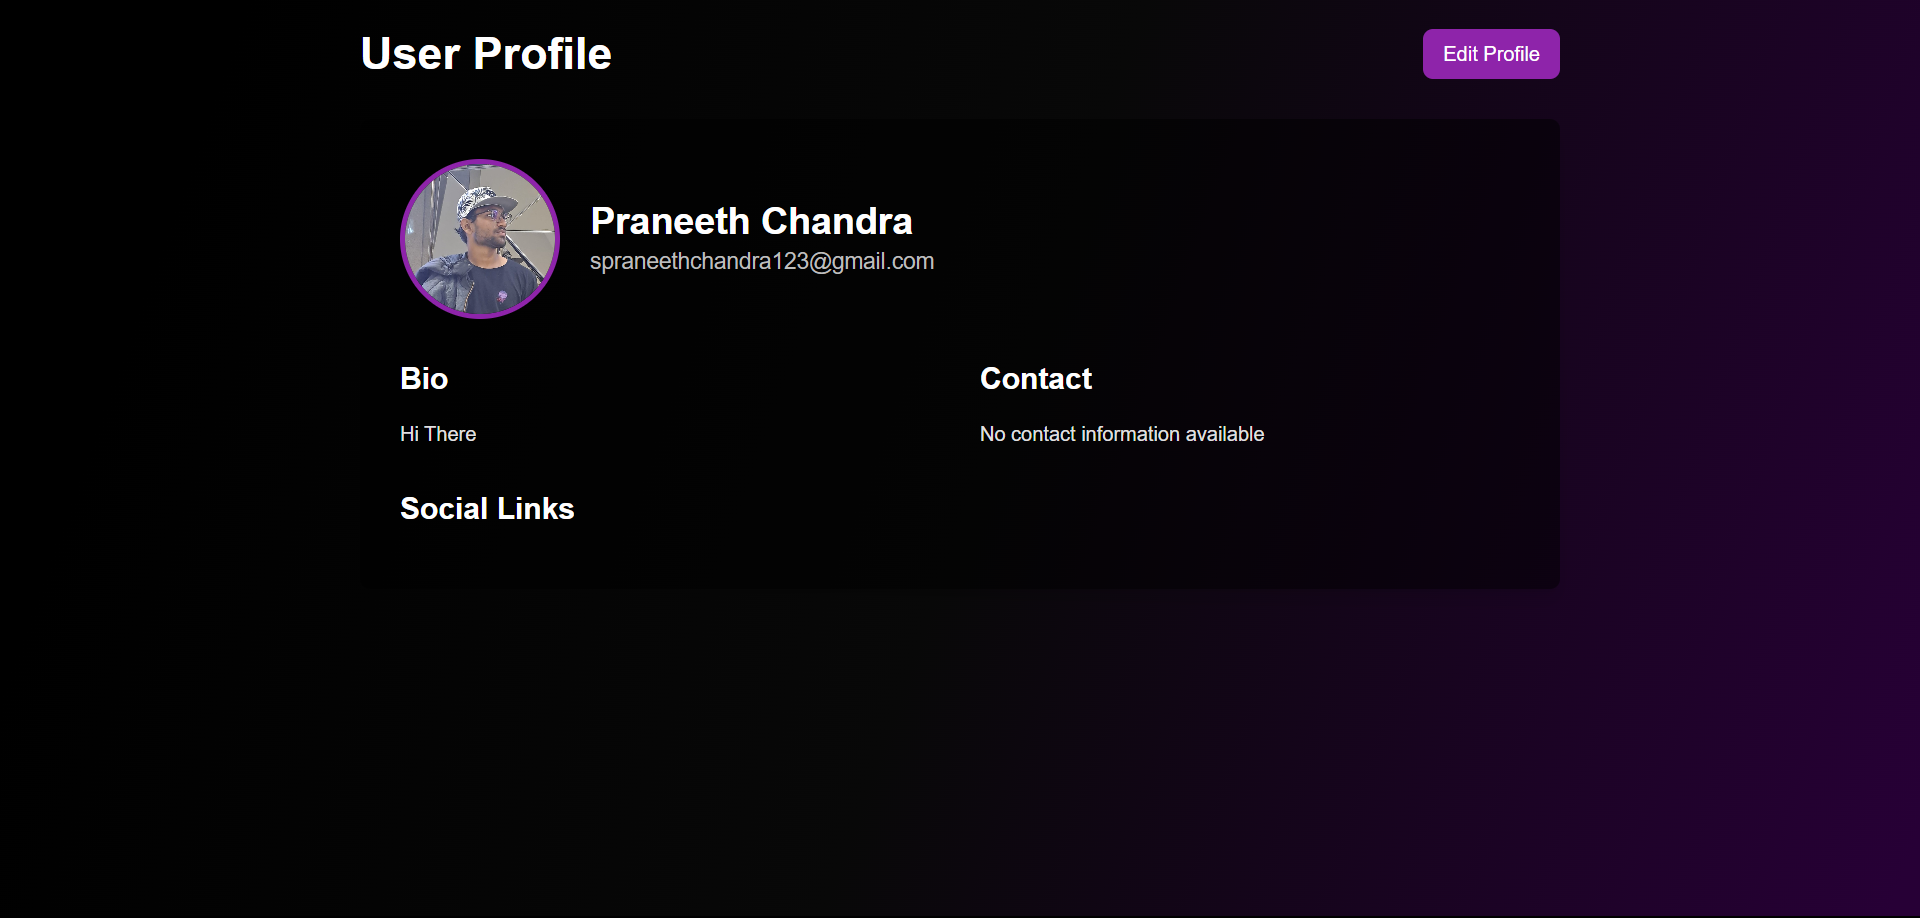 User Profile
Edit Profile
Praneeth Chandra
spraneethchandra123@gmail.com
Bio
Hi There
Contact
No contact information available
Social Links